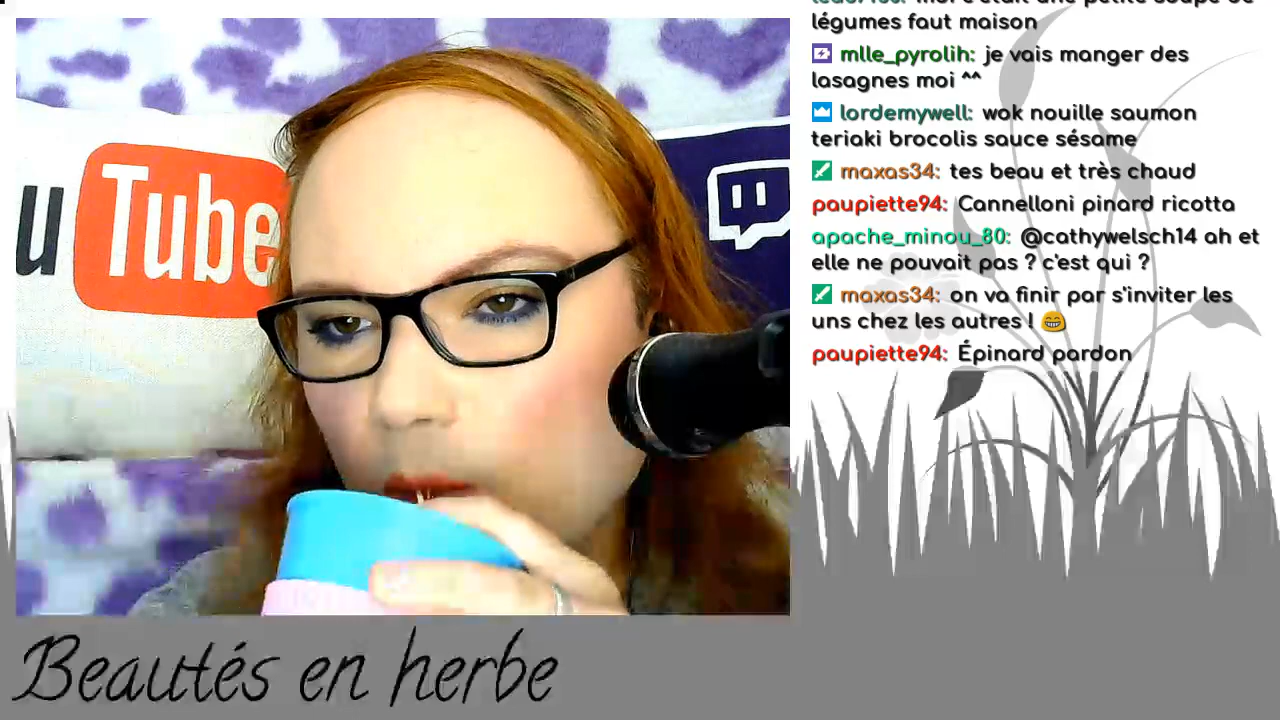 u Tube
légumes faut maison
mlle_pyrolih: je vais manger des
lasagnes moi ^^
lordemywell: wok nouille saumon
teriaki brocolis sauce sésame
maxas34: tes beau et très chaud
paupiette94: Cannelloni pinard ricotta
apache_minou_80: @cathywelsch14 ah et
elle ne pouvait pas ? c'est qui ?
maxas34: on va finir par s'inviter les
uns chez les autres ! 😁
paupiette94: Épinard pardon
Beautés en herbe